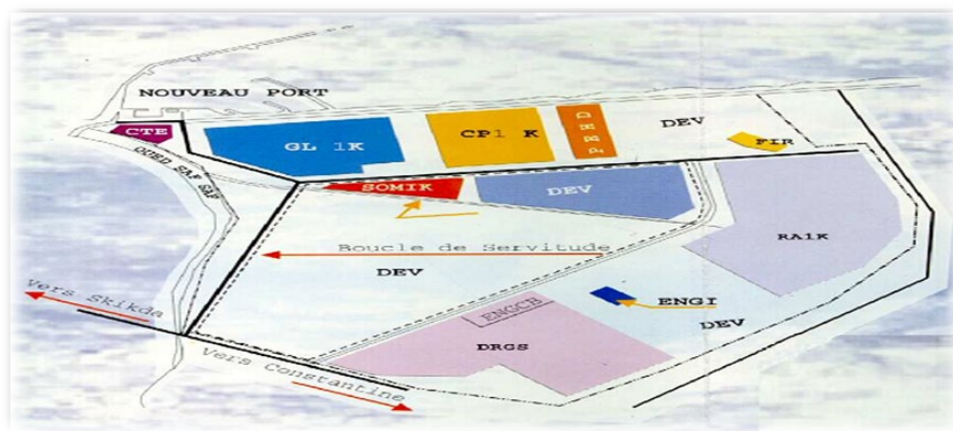 NOUVEAU PORT
CTE
GL 1K
CP1 K
DEV
FIR
OUED SAF SAF
SOMIK
DEV
RA1K
Boucle de Servitude
DEV
Vers Skikda
ENGI
ENGCB
DEV
DRGS
Vers Constantine